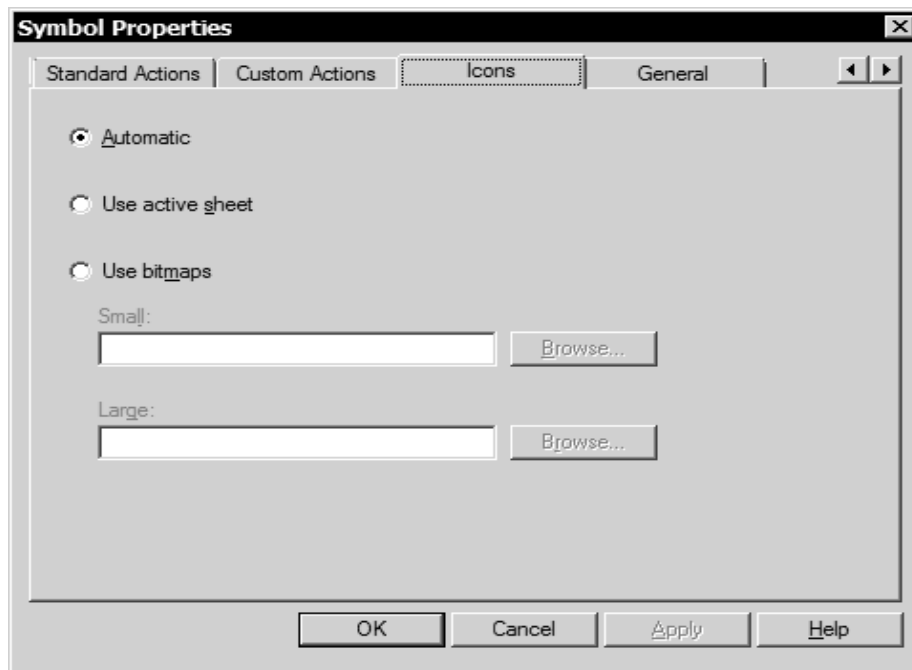 Symbol Properties
Standard Actions Custom Actions Icons General
Automatic
Use active sheet
Use bitmaps
Small:
Browse...
Large:
Browse...
OK Cancel Apply Help